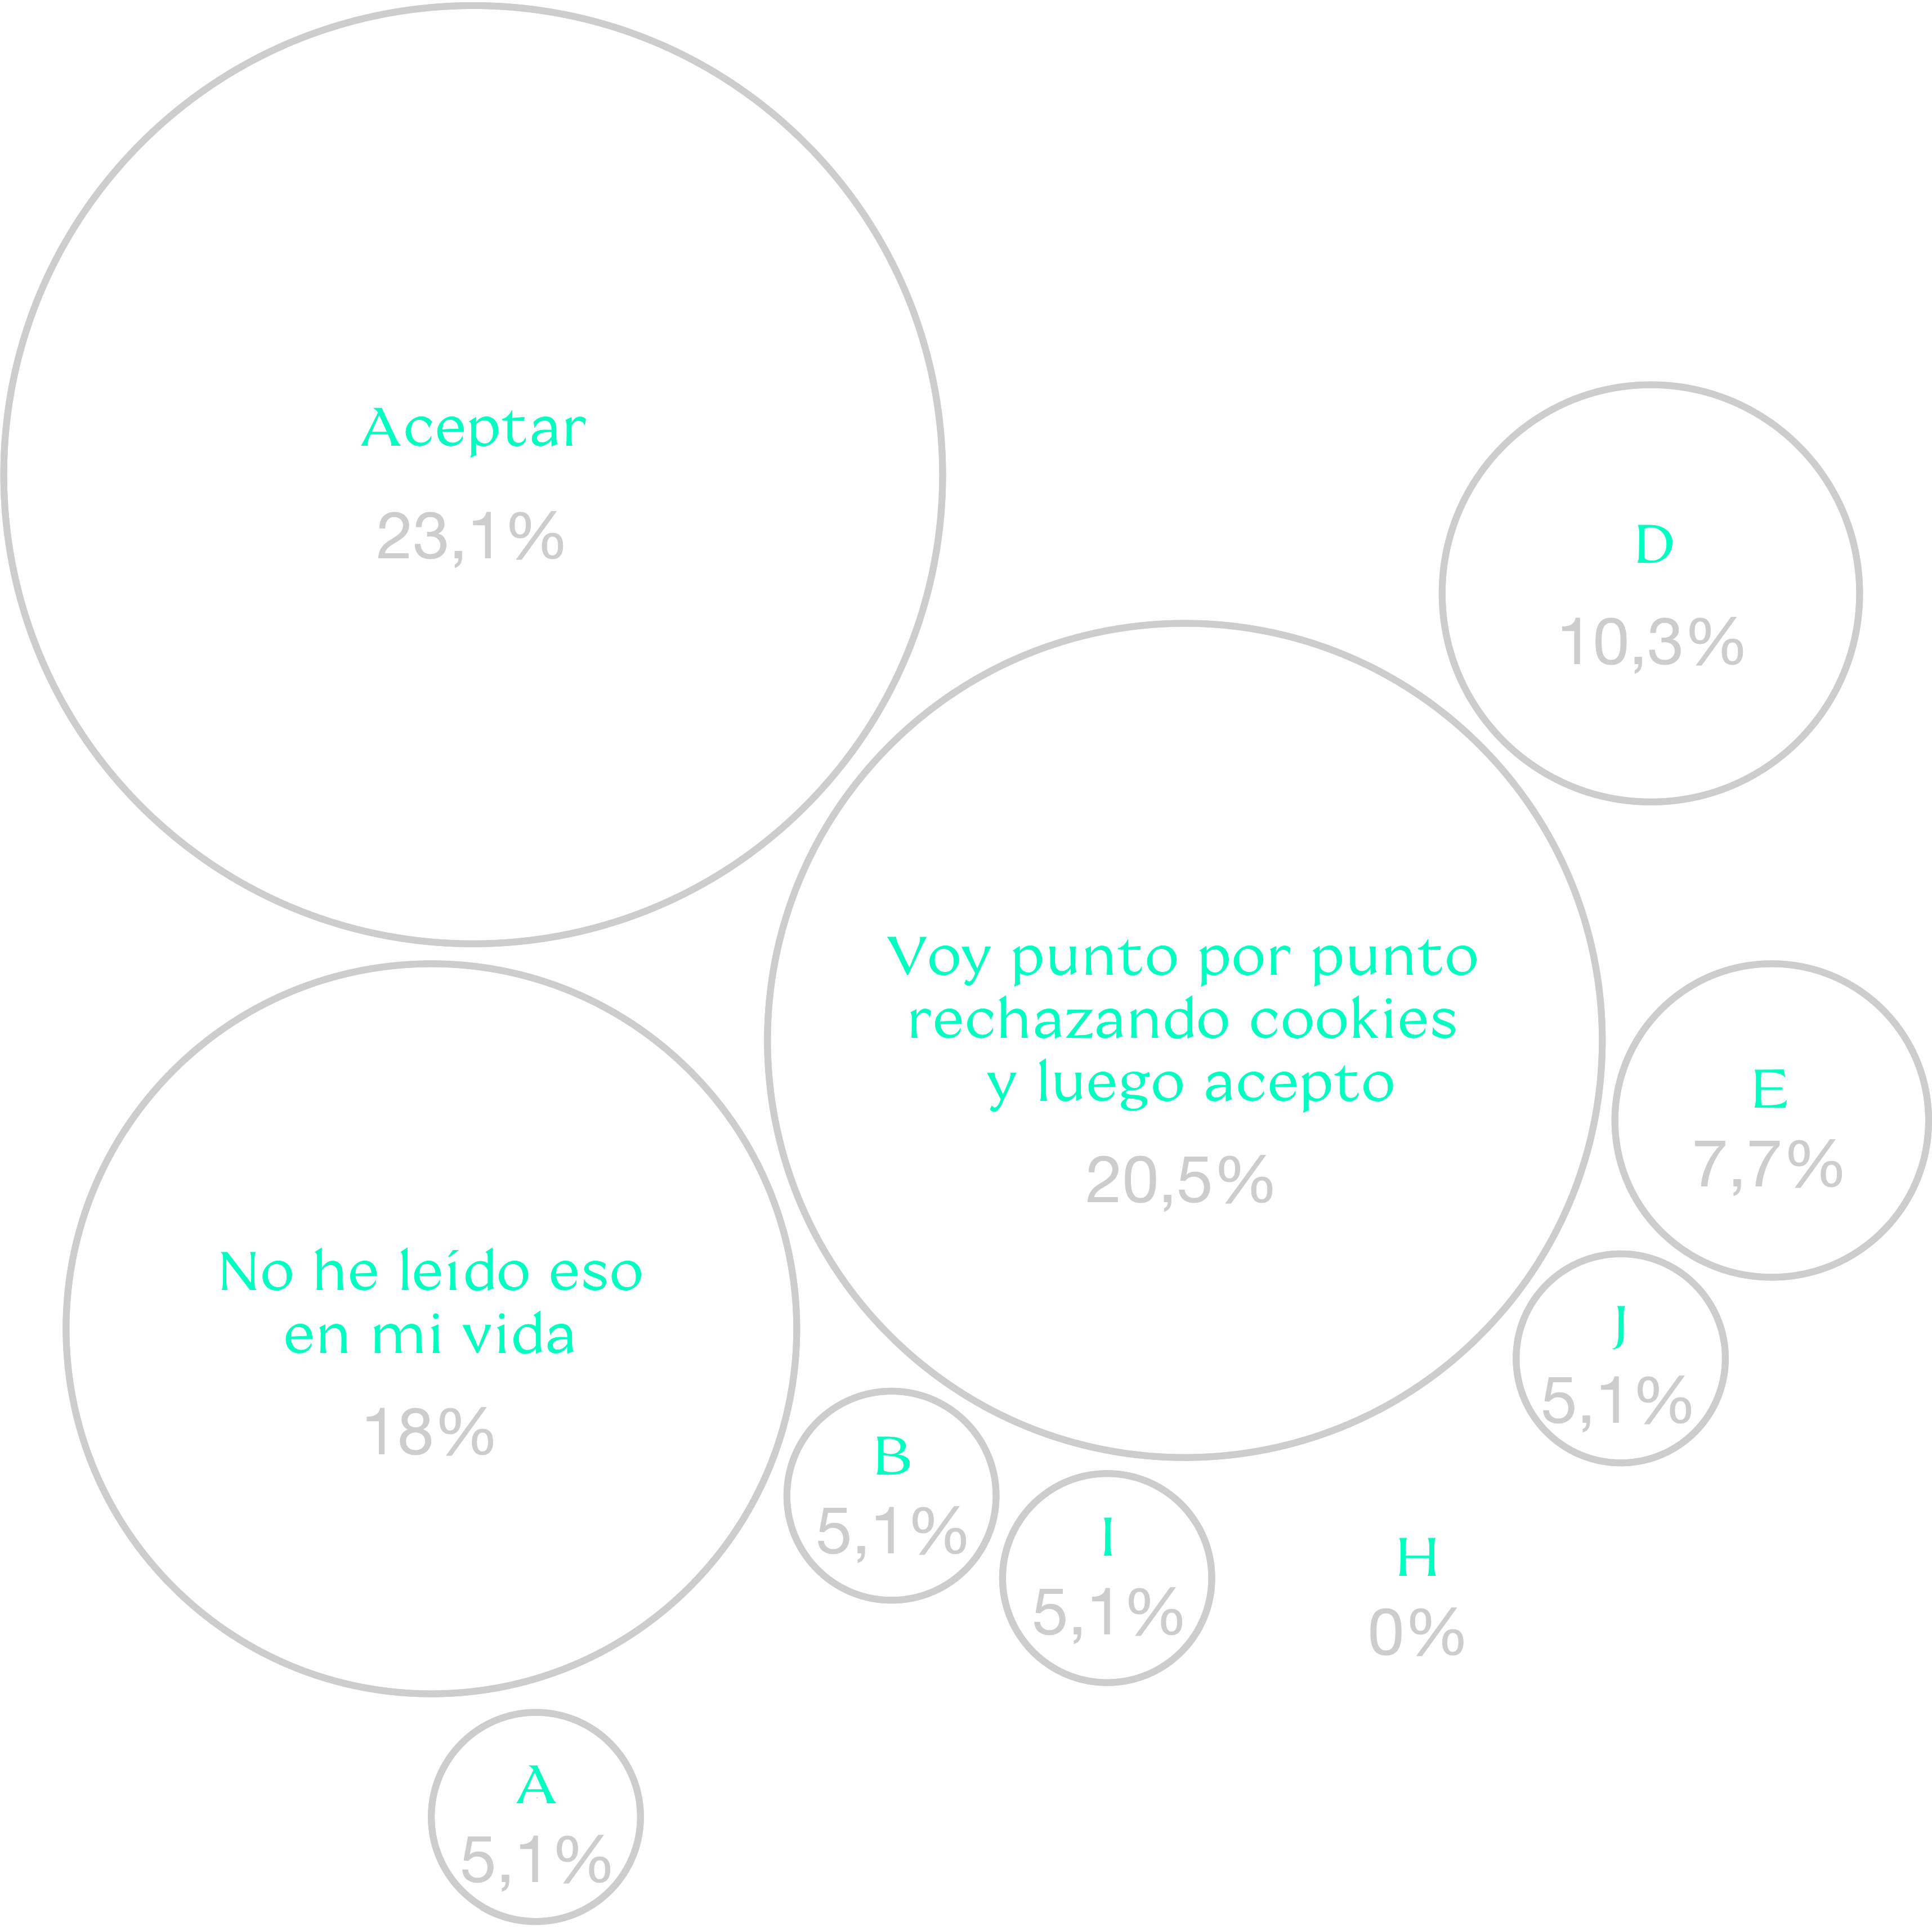 Aceptar
23,1%
D
10,3%
Voy punto por punto
rechazando cookies
y luego acepto
20,5%
E
7,7%
No he leído eso
en mi vida
18%
J
5,1%
B
5,1%
I
5,1%
H
0%
A
5,1%